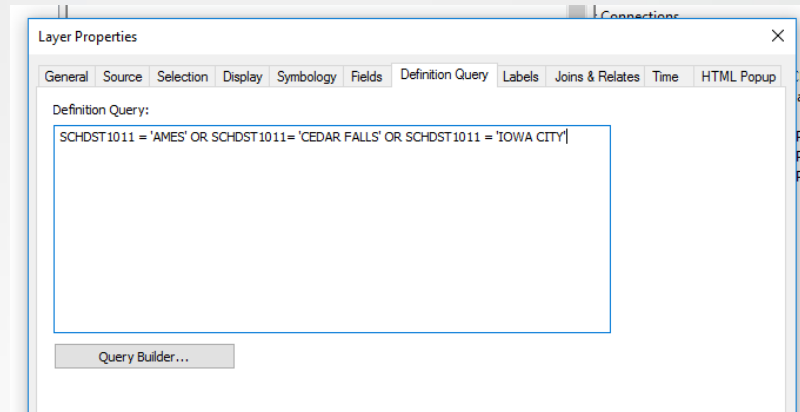 Connections
Layer Properties
General Source Selection Display Symbology Fields Definition Query Labels Joins & Relates Time HTML Popup
Definition Query:
SCHDST1011 = 'AMES' OR SCHDST1011= 'CEDAR FALLS' OR SCHDST1011 = 'IOWA CITY'
Query Builder...